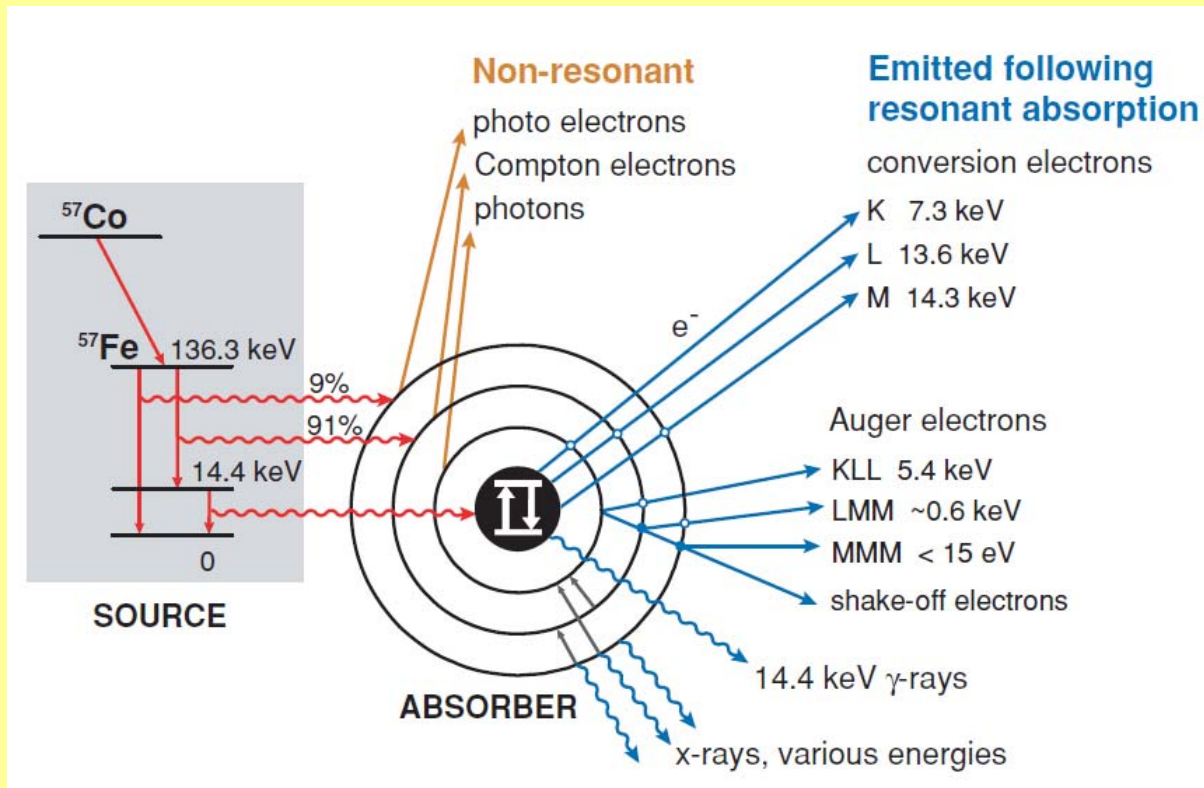 Non-resonant
photo electrons
Compton electrons
photons
Emitted following
resonant absorption
conversion electrons
K 7.3 keV
L 13.6 keV
M 14.3 keV
e⁻
⁵⁷Co
⁵⁷Fe 136.3 keV
9%
91%
14.4 keV
0
SOURCE
ABSORBER
Auger electrons
KLL 5.4 keV
LMM ~0.6 keV
MMM < 15 eV
shake-off electrons
14.4 keV γ-rays
x-rays, various energies